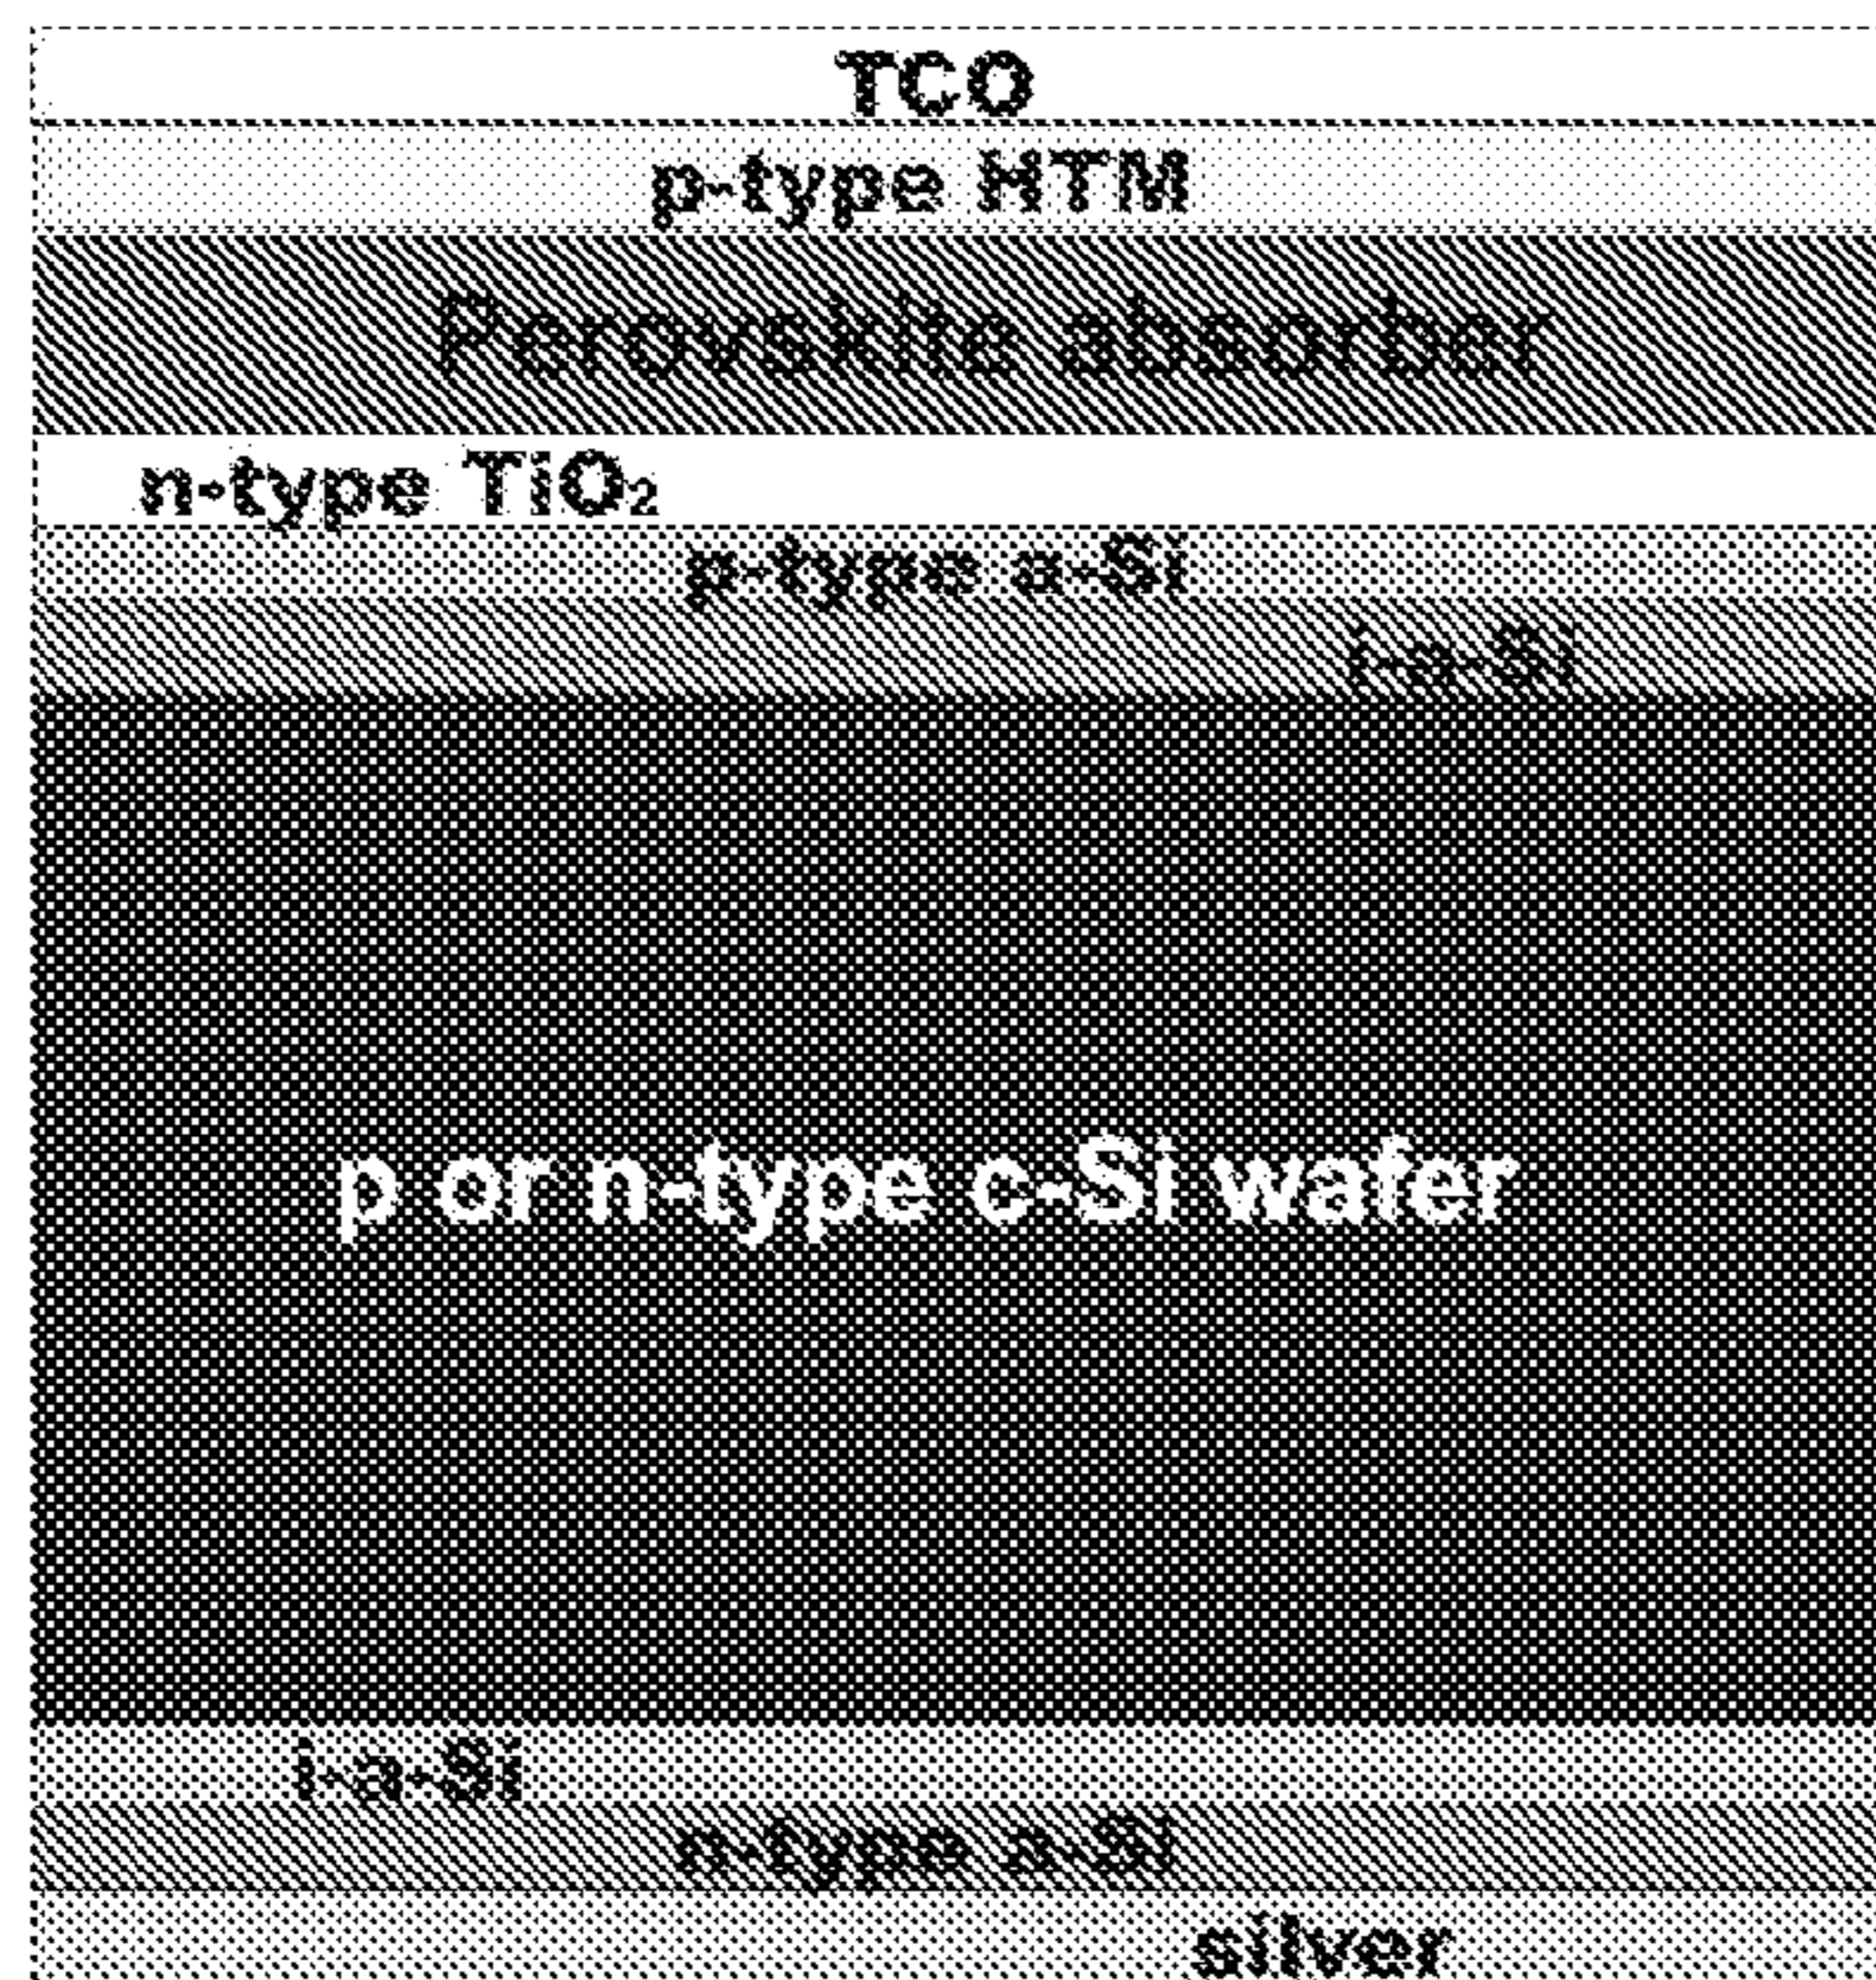 TCO
p-type HTM
Perovskite absorber
n-type TiO₂
p-type a-Si
i-a-Si
p or n-type c-Si wafer
i-a-Si
n-type a-Si
silver